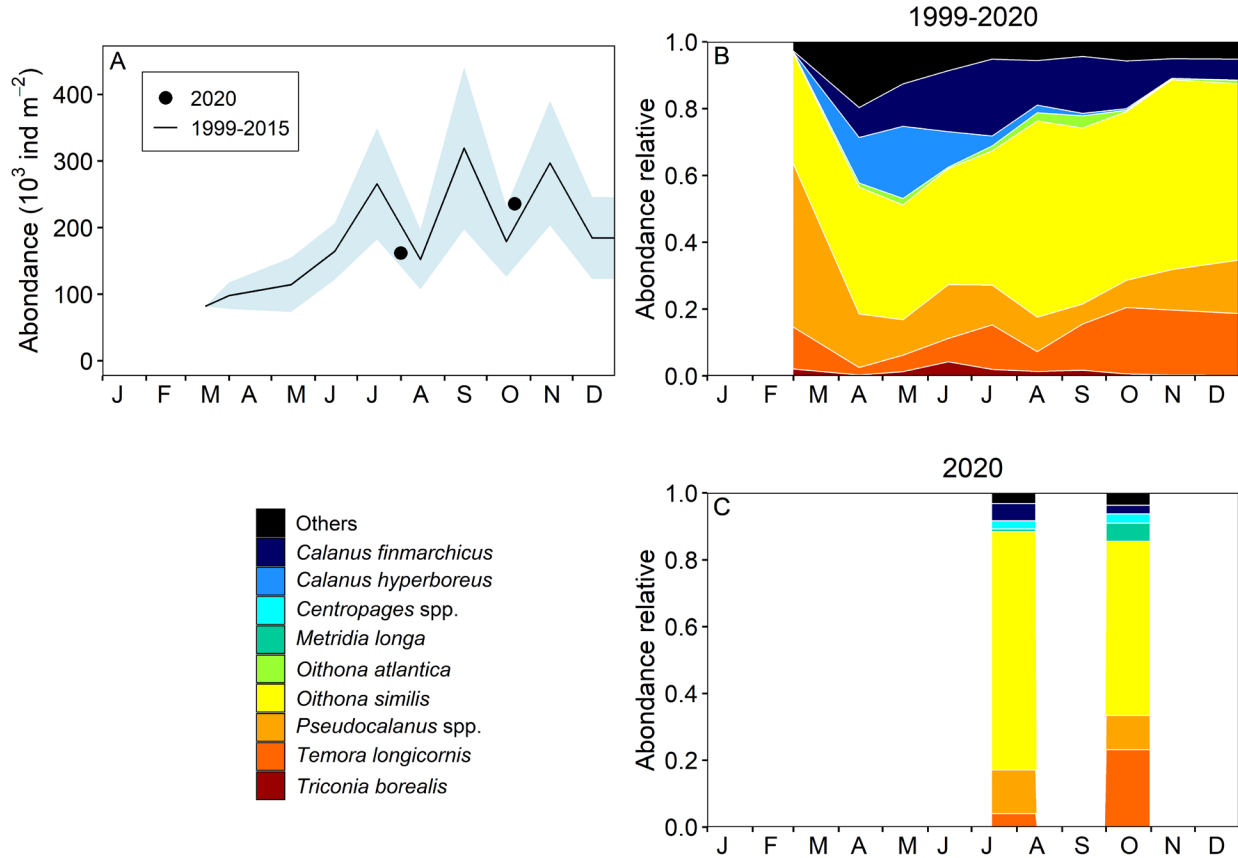 A
Abondance (10³ ind m⁻²)
400
300
200
100
0
2020
1999-2015
J F M A M J J A S O N D
1999-2020
B
Abondance relative
1.0
0.8
0.6
0.4
0.2
0.0
J F M A M J J A S O N D
Others
Calanus finmarchicus
Calanus hyperboreus
Centropages spp.
Metridia longa
Oithona atlantica
Oithona similis
Pseudocalanus spp.
Temora longicornis
Triconia borealis
2020
C
Abondance relative
1.0
0.8
0.6
0.4
0.2
0.0
J F M A M J J A S O N D